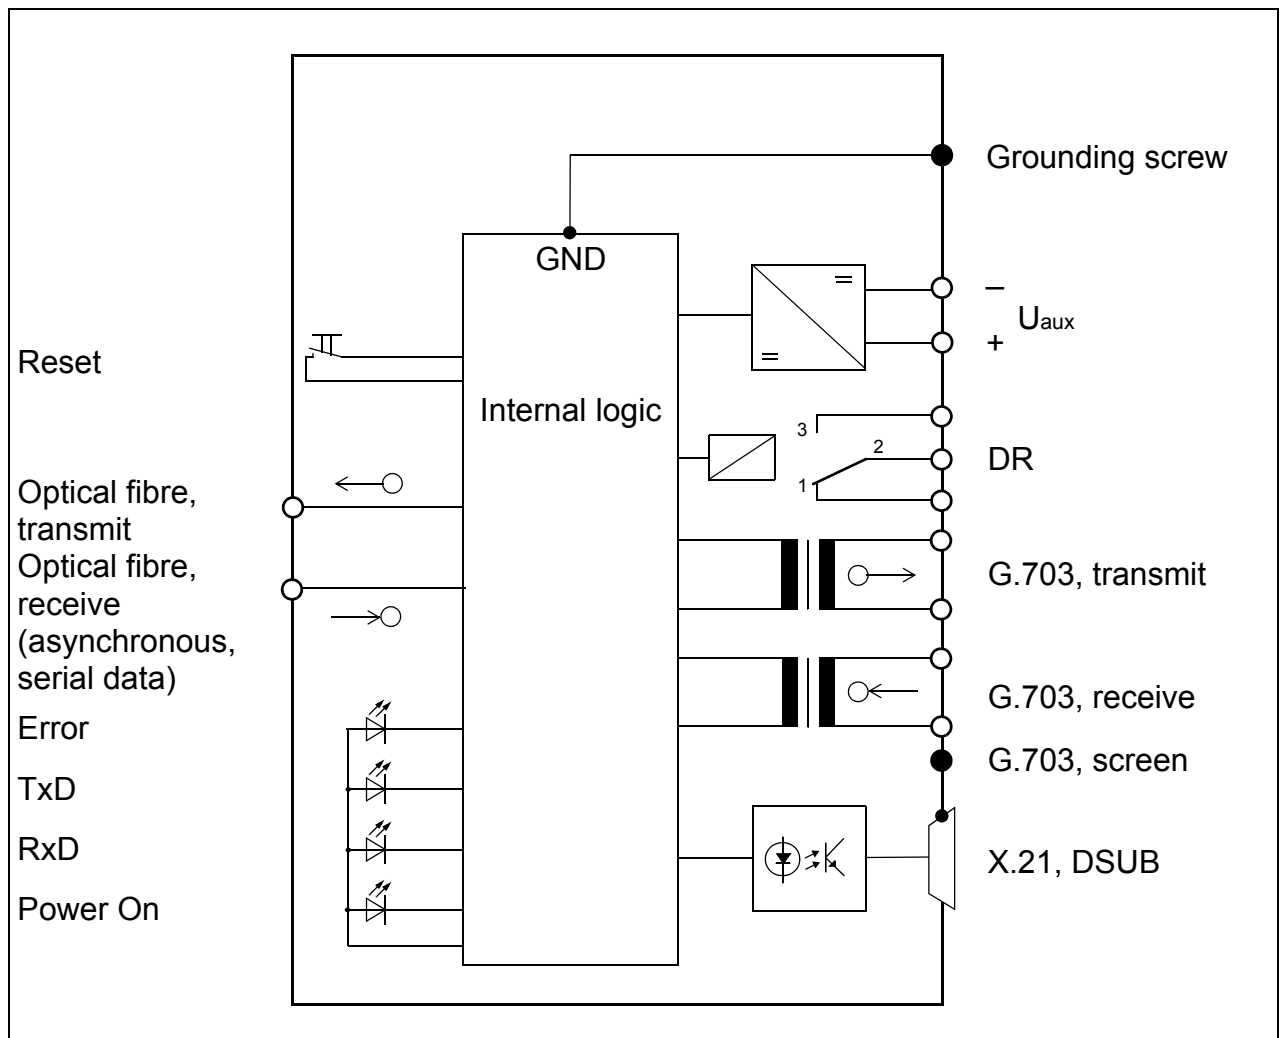 Grounding screw
GND
–
Uaux
+
Reset
Internal logic
3
2
1
DR
Optical fibre,
transmit
Optical fibre,
receive
(asynchronous,
serial data)
G.703, transmit
G.703, receive
Error
G.703, screen
TxD
RxD
X.21, DSUB
Power On